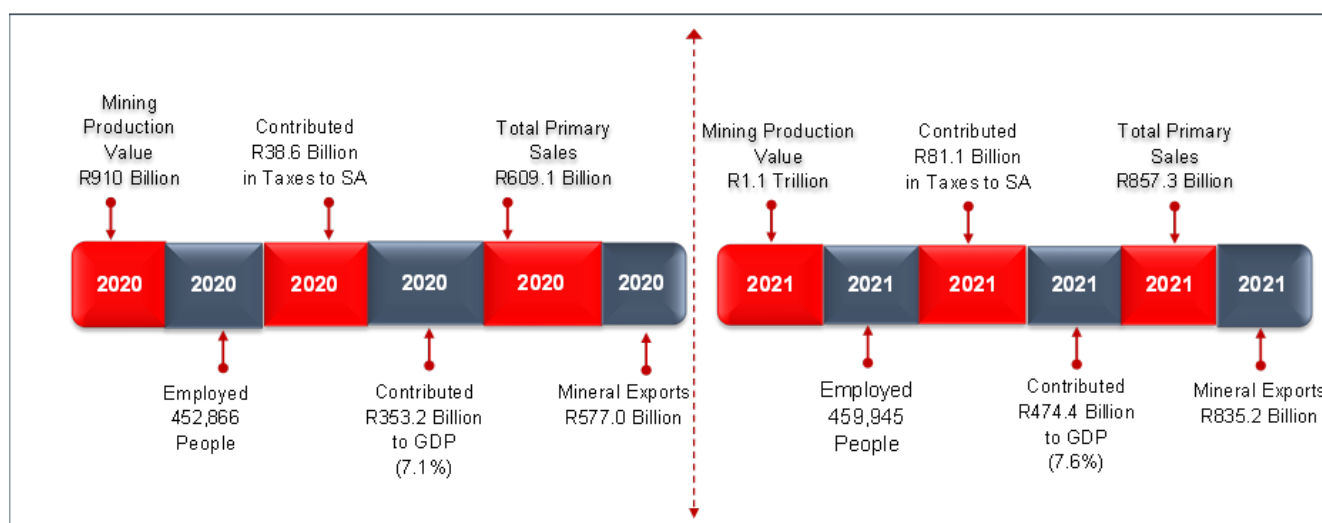 Mining
Production
Value
R910 Billion
Contributed
R38.6 Billion
in Taxes to SA
Total Primary
Sales
R609.1 Billion
Mining Production
Value
R1.1 Trillion
Contributed
R81.1 Billion
in Taxes to SA
Total Primary
Sales
R857.3 Billion
2020
2020
2020
2020
2020
2020
2021
2021
2021
2021
2021
2021
Employed
452,866
People
Contributed
R353.2 Billion
to GDP
(7.1%)
Mineral Exports
R577.0 Billion
Employed
459,945
People
Contributed
R474.4 Billion
to GDP
(7.6%)
Mineral Exports
R835.2 Billion